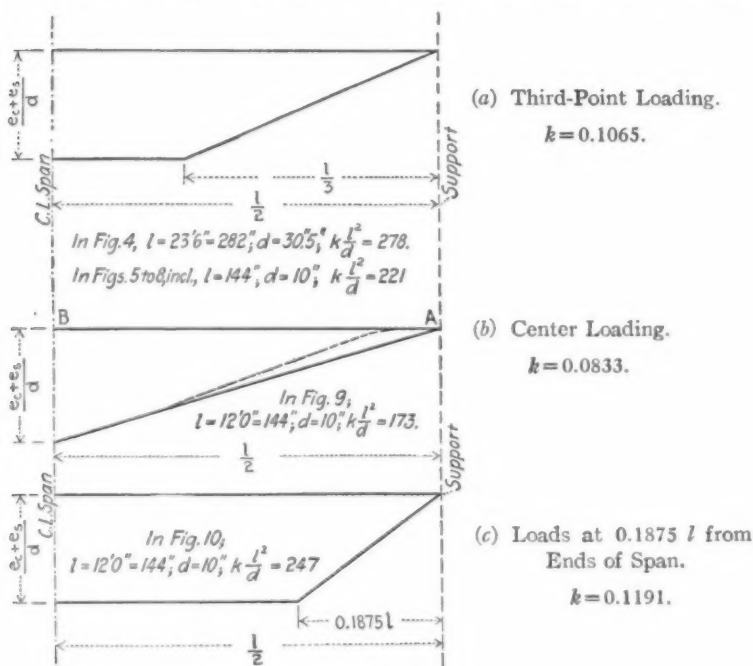 e_c+e_s
d
(a) Third-Point Loading.
k=0.1065.
l
3
C.L.Span
Support
l
2
In Fig.4, l=23'6"=282"; d=30.5"; k l²/d = 278.
In Figs. 5 to 8, incl., l=144", d=10", k l²/d = 221
B
A
(b) Center Loading.
k=0.0833.
e_c+e_s
d
In Fig. 9;
l=12'0"=144"; d=10"; k l²/d = 173.
l
2
C.L.Span
Support
e_c+e_s
d
In Fig. 10;
l=12'0"=144"; d=10"; k l²/d = 247
(c) Loads at 0.1875 l from
Ends of Span.
k=0.1191.
0.1875 l
l
2